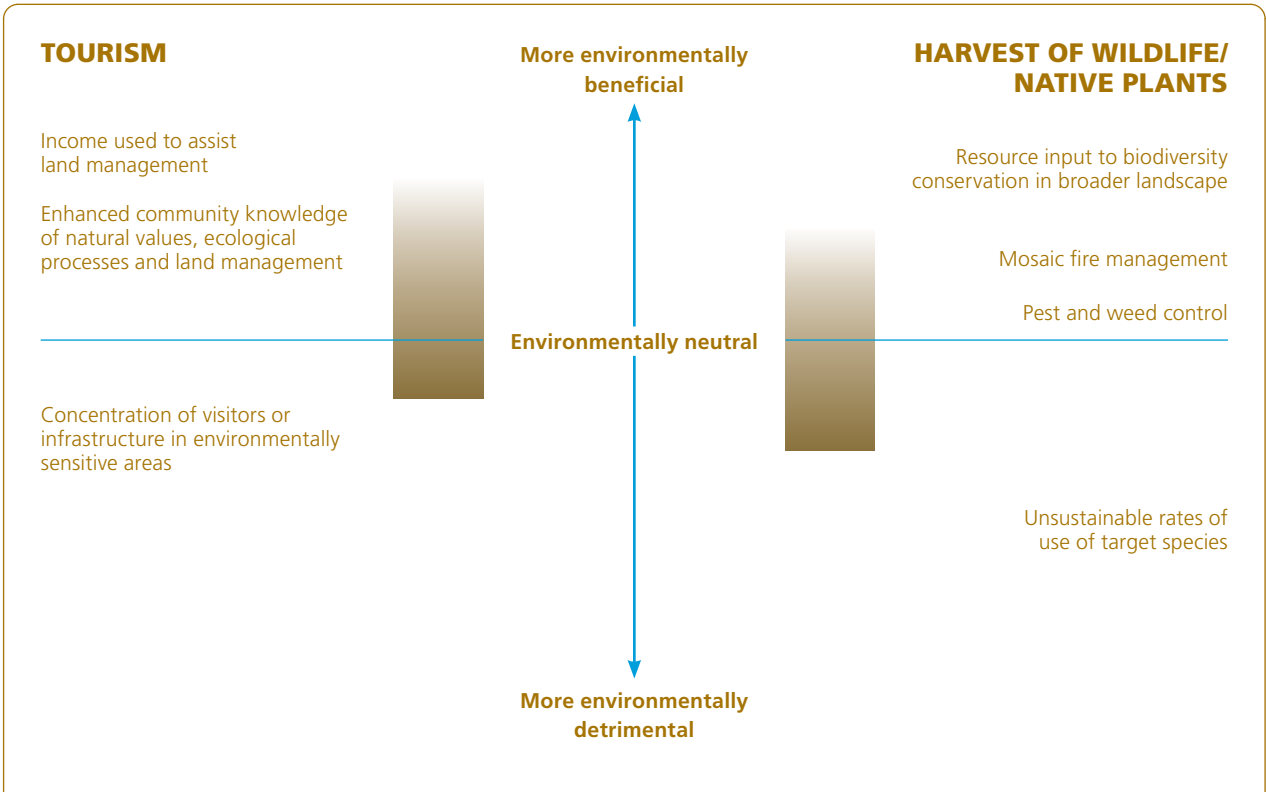 TOURISM
Income used to assist
land management
Enhanced community knowledge
of natural values, ecological
processes and land management
Concentration of visitors or
infrastructure in environmentally
sensitive areas
More environmentally
beneficial
Environmentally neutral
More environmentally
detrimental
HARVEST OF WILDLIFE/
NATIVE PLANTS
Resource input to biodiversity
conservation in broader landscape
Mosaic fire management
Pest and weed control
Unsustainable rates of
use of target species